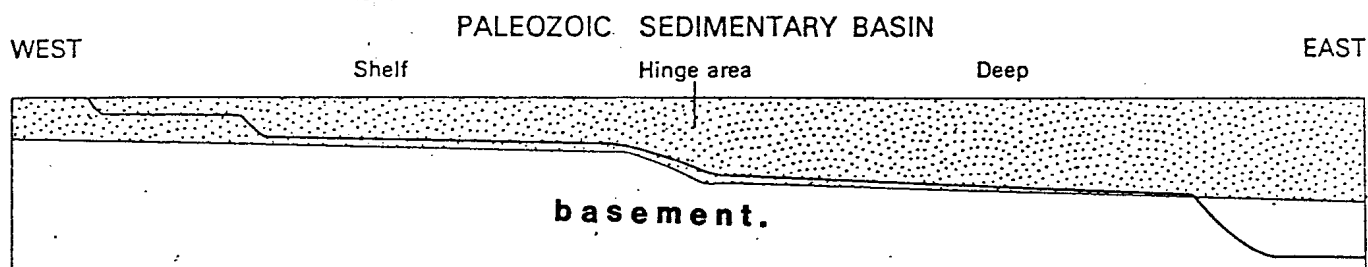 PALEOZOIC SEDIMENTARY BASIN
WEST
EAST
Shelf
Hinge area
Deep
basement.